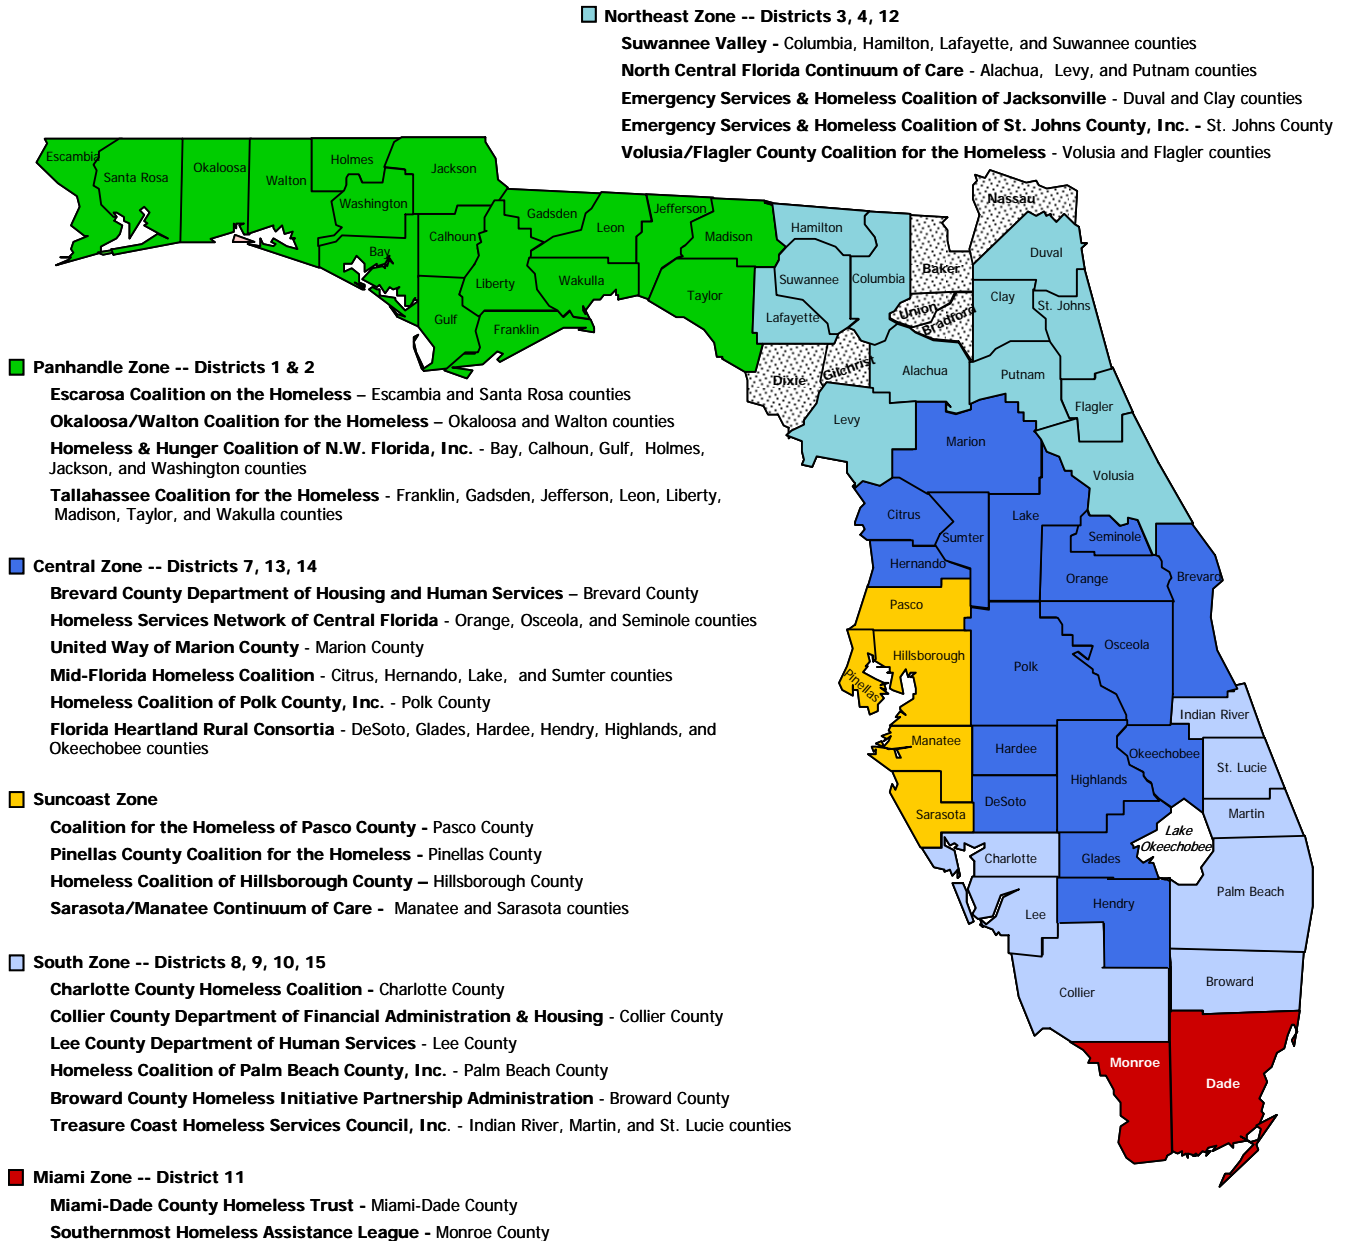 Northeast Zone -- Districts 3, 4, 12
Suwannee Valley - Columbia, Hamilton, Lafayette, and Suwannee counties
North Central Florida Continuum of Care - Alachua, Levy, and Putnam counties
Emergency Services & Homeless Coalition of Jacksonville - Duval and Clay counties
Emergency Services & Homeless Coalition of St. Johns County, Inc. - St. Johns County
Volusia/Flagler County Coalition for the Homeless - Volusia and Flagler counties
Escambia
Santa Rosa
Okaloosa
Walton
Holmes
Washington
Jackson
Bay
Calhoun
Gulf
Liberty
Gadsden
Franklin
Leon
Wakulla
Jefferson
Madison
Taylor
Hamilton
Suwannee
Lafayette
Columbia
Baker
Nassau
Duval
Union
Bradford
Clay
St. Johns
Dixie
Gilchrist
Alachua
Putnam
Flagler
Levy
Marion
Volusia
Citrus
Sumter
Lake
Seminole
Hernando
Orange
Brevard
Pasco
Hillsborough
Pinellas
Polk
Osceola
Indian River
Manatee
Hardee
Highlands
Okeechobee
St. Lucie
Sarasota
DeSoto
Martin
Lake
Okeechobee
Charlotte
Glades
Palm Beach
Lee
Hendry
Collier
Broward
Monroe
Dade
Panhandle Zone -- Districts 1 & 2
Escarosa Coalition on the Homeless – Escambia and Santa Rosa counties
Okaloosa/Walton Coalition for the Homeless – Okaloosa and Walton counties
Homeless & Hunger Coalition of N.W. Florida, Inc. - Bay, Calhoun, Gulf, Holmes,
Jackson, and Washington counties
Tallahassee Coalition for the Homeless - Franklin, Gadsden, Jefferson, Leon, Liberty,
Madison, Taylor, and Wakulla counties
Central Zone -- Districts 7, 13, 14
Brevard County Department of Housing and Human Services – Brevard County
Homeless Services Network of Central Florida - Orange, Osceola, and Seminole counties
United Way of Marion County - Marion County
Mid-Florida Homeless Coalition - Citrus, Hernando, Lake, and Sumter counties
Homeless Coalition of Polk County, Inc. - Polk County
Florida Heartland Rural Consortia - DeSoto, Glades, Hardee, Hendry, Highlands, and
Okeechobee counties
Suncoast Zone
Coalition for the Homeless of Pasco County - Pasco County
Pinellas County Coalition for the Homeless - Pinellas County
Homeless Coalition of Hillsborough County – Hillsborough County
Sarasota/Manatee Continuum of Care - Manatee and Sarasota counties
South Zone -- Districts 8, 9, 10, 15
Charlotte County Homeless Coalition - Charlotte County
Collier County Department of Financial Administration & Housing - Collier County
Lee County Department of Human Services - Lee County
Homeless Coalition of Palm Beach County, Inc. - Palm Beach County
Broward County Homeless Initiative Partnership Administration - Broward County
Treasure Coast Homeless Services Council, Inc. - Indian River, Martin, and St. Lucie counties
Miami Zone -- District 11
Miami-Dade County Homeless Trust - Miami-Dade County
Southernmost Homeless Assistance League - Monroe County